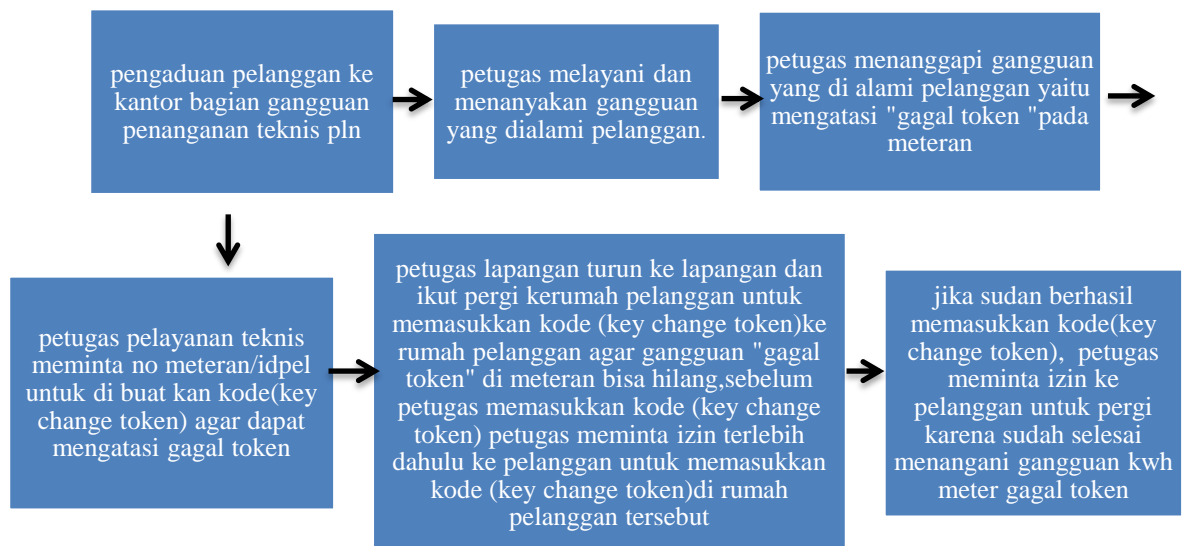 pengaduan pelanggan ke
kantor bagian gangguan
penanganan teknis pln
petugas melayani dan
menanyakan gangguan
yang dialami pelanggan.
petugas menanggapi gangguan
yang di alami pelanggan yaitu
mengatasi "gagal token "pada
meteran
petugas pelayanan teknis
meminta no meteran/idpel
untuk di buat kan kode(key
change token) agar dapat
mengatasi gagal token
petugas lapangan turun ke lapangan dan
ikut pergi kerumah pelanggan untuk
memasukkan kode (key change token)ke
rumah pelanggan agar gangguan "gagal
token" di meteran bisa hilang,sebelum
petugas memasukkan kode (key change
token) petugas meminta izin terlebih
dahulu ke pelanggan untuk memasukkan
kode (key change token)di rumah
pelanggan tersebut
jika sudan berhasil
memasukkan kode(key
change token), petugas
meminta izin ke
pelanggan untuk pergi
karena sudah selesai
menangani gangguan kwh
meter gagal token